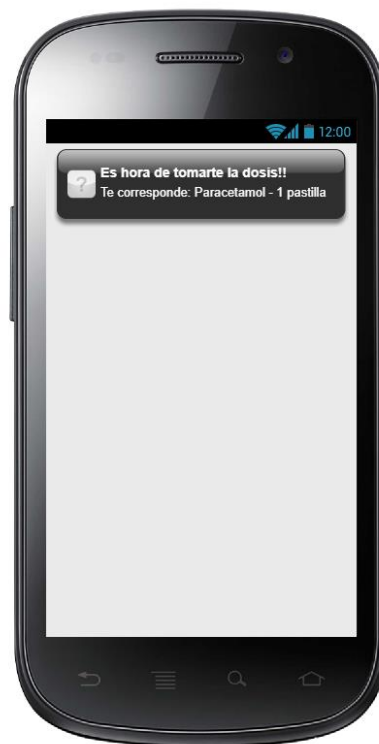 12:00
Es hora de tomarte la dosis!!
?
Te corresponde: Paracetamol - 1 pastilla